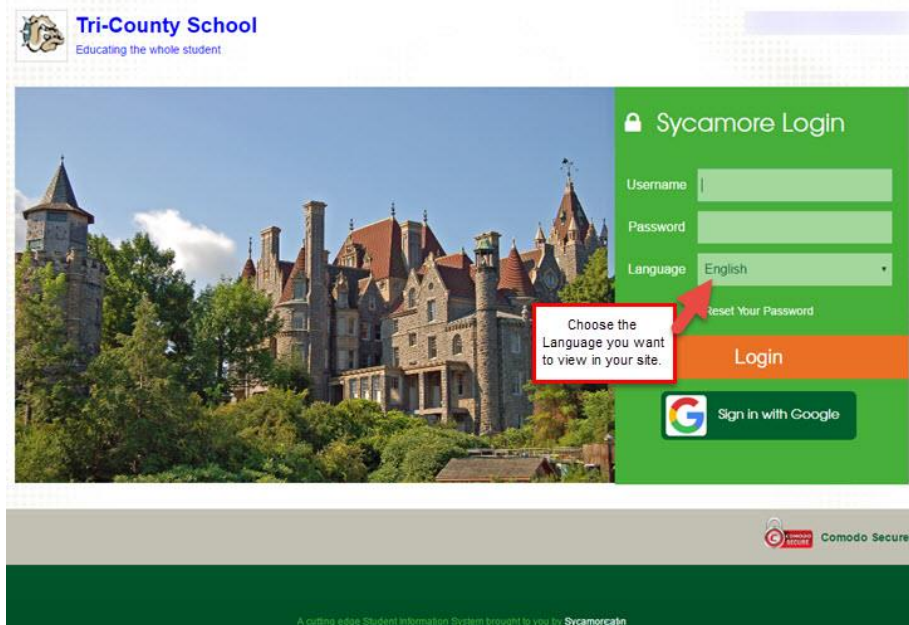 Tri-County School
Educating the whole student
Sycamore Login
Username
Password
Language English
Reset Your Password
Choose the
Language you want
to view in your site.
Login
G Sign in with Google
C COMODO SECURE Comodo Secure
A cutting edge Student Information System brought to you by